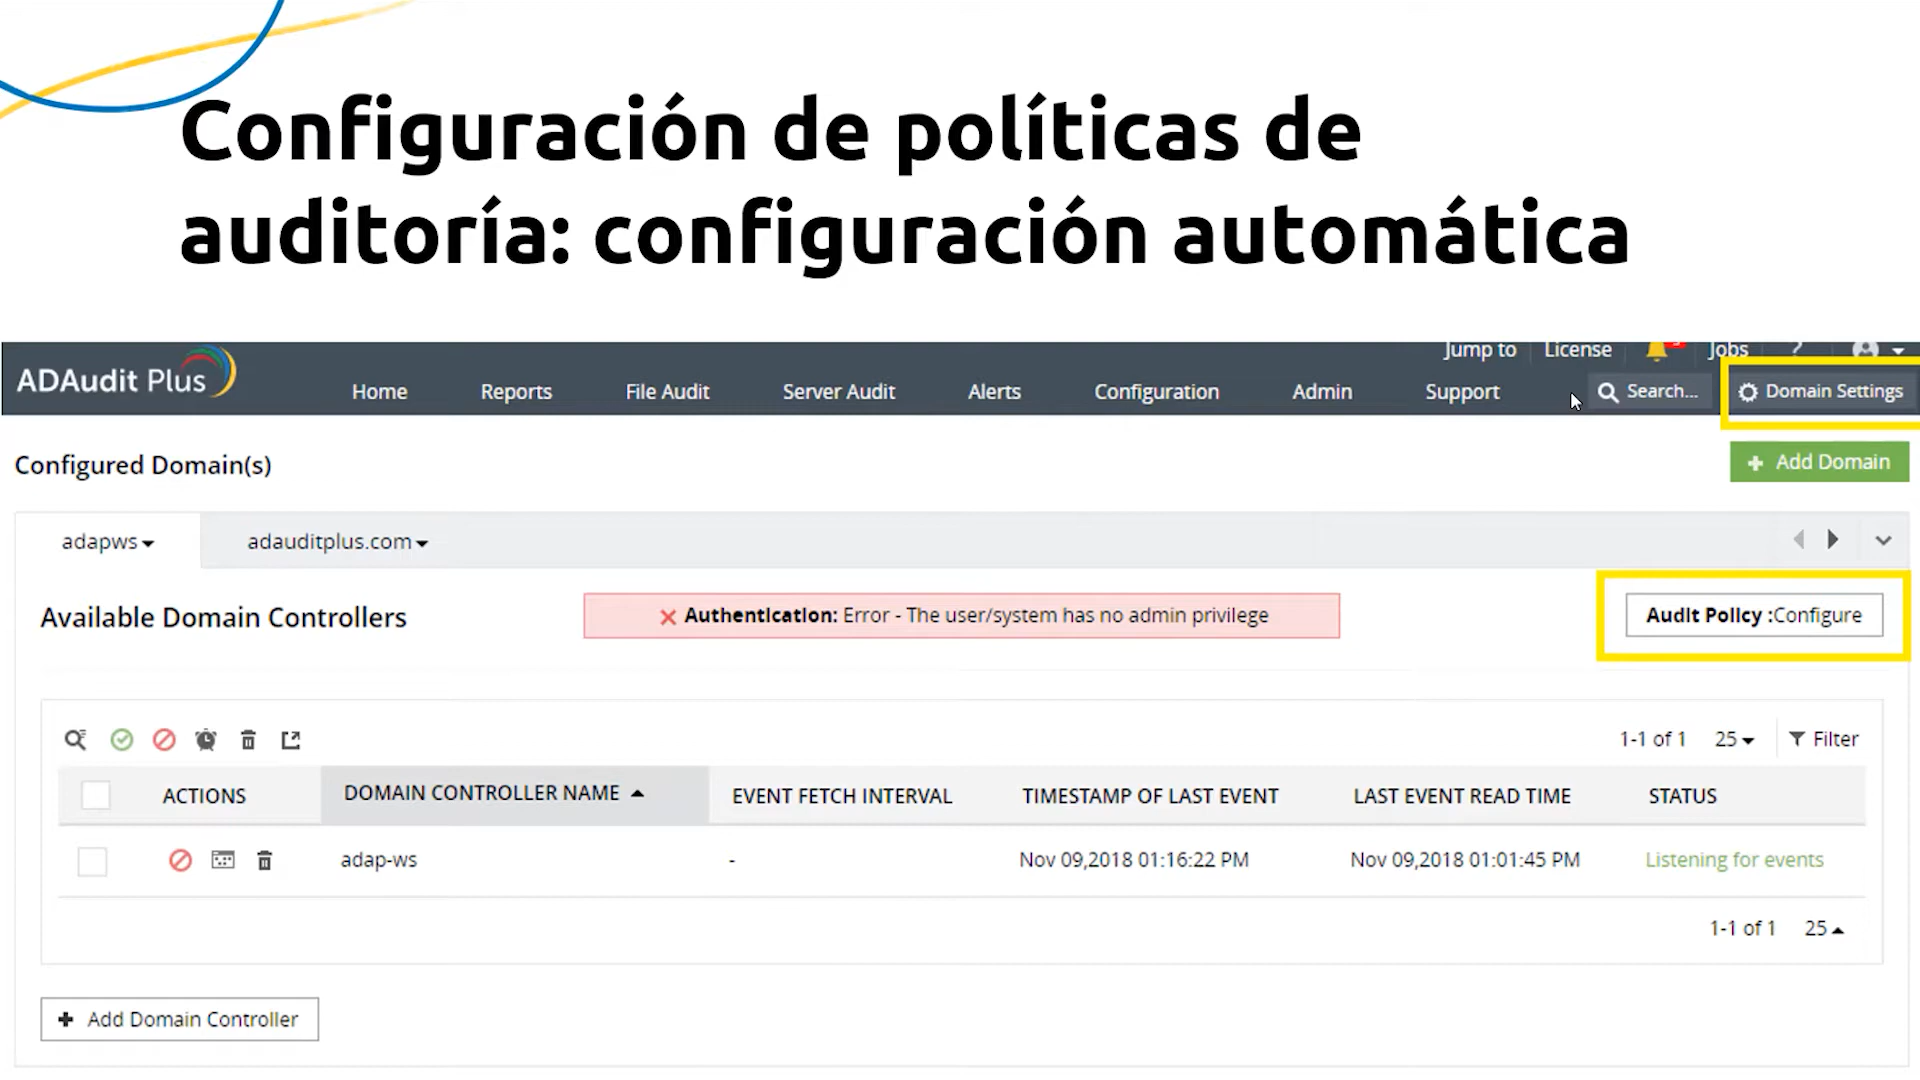 Configuración de políticas de
auditoría: configuración automática
Jump to License Jobs ?
ADAudit Plus Home Reports File Audit Server Audit Alerts Configuration Admin Support Search... Domain Settings
Configured Domain(s) + Add Domain
adapws adauditplus.com
Available Domain Controllers Authentication: Error - The user/system has no admin privilege Audit Policy :Configure
1-1 of 1 25 Filter
ACTIONS DOMAIN CONTROLLER NAME EVENT FETCH INTERVAL TIMESTAMP OF LAST EVENT LAST EVENT READ TIME STATUS
adap-ws - Nov 09,2018 01:16:22 PM Nov 09,2018 01:01:45 PM Listening for events
1-1 of 1 25
+ Add Domain Controller